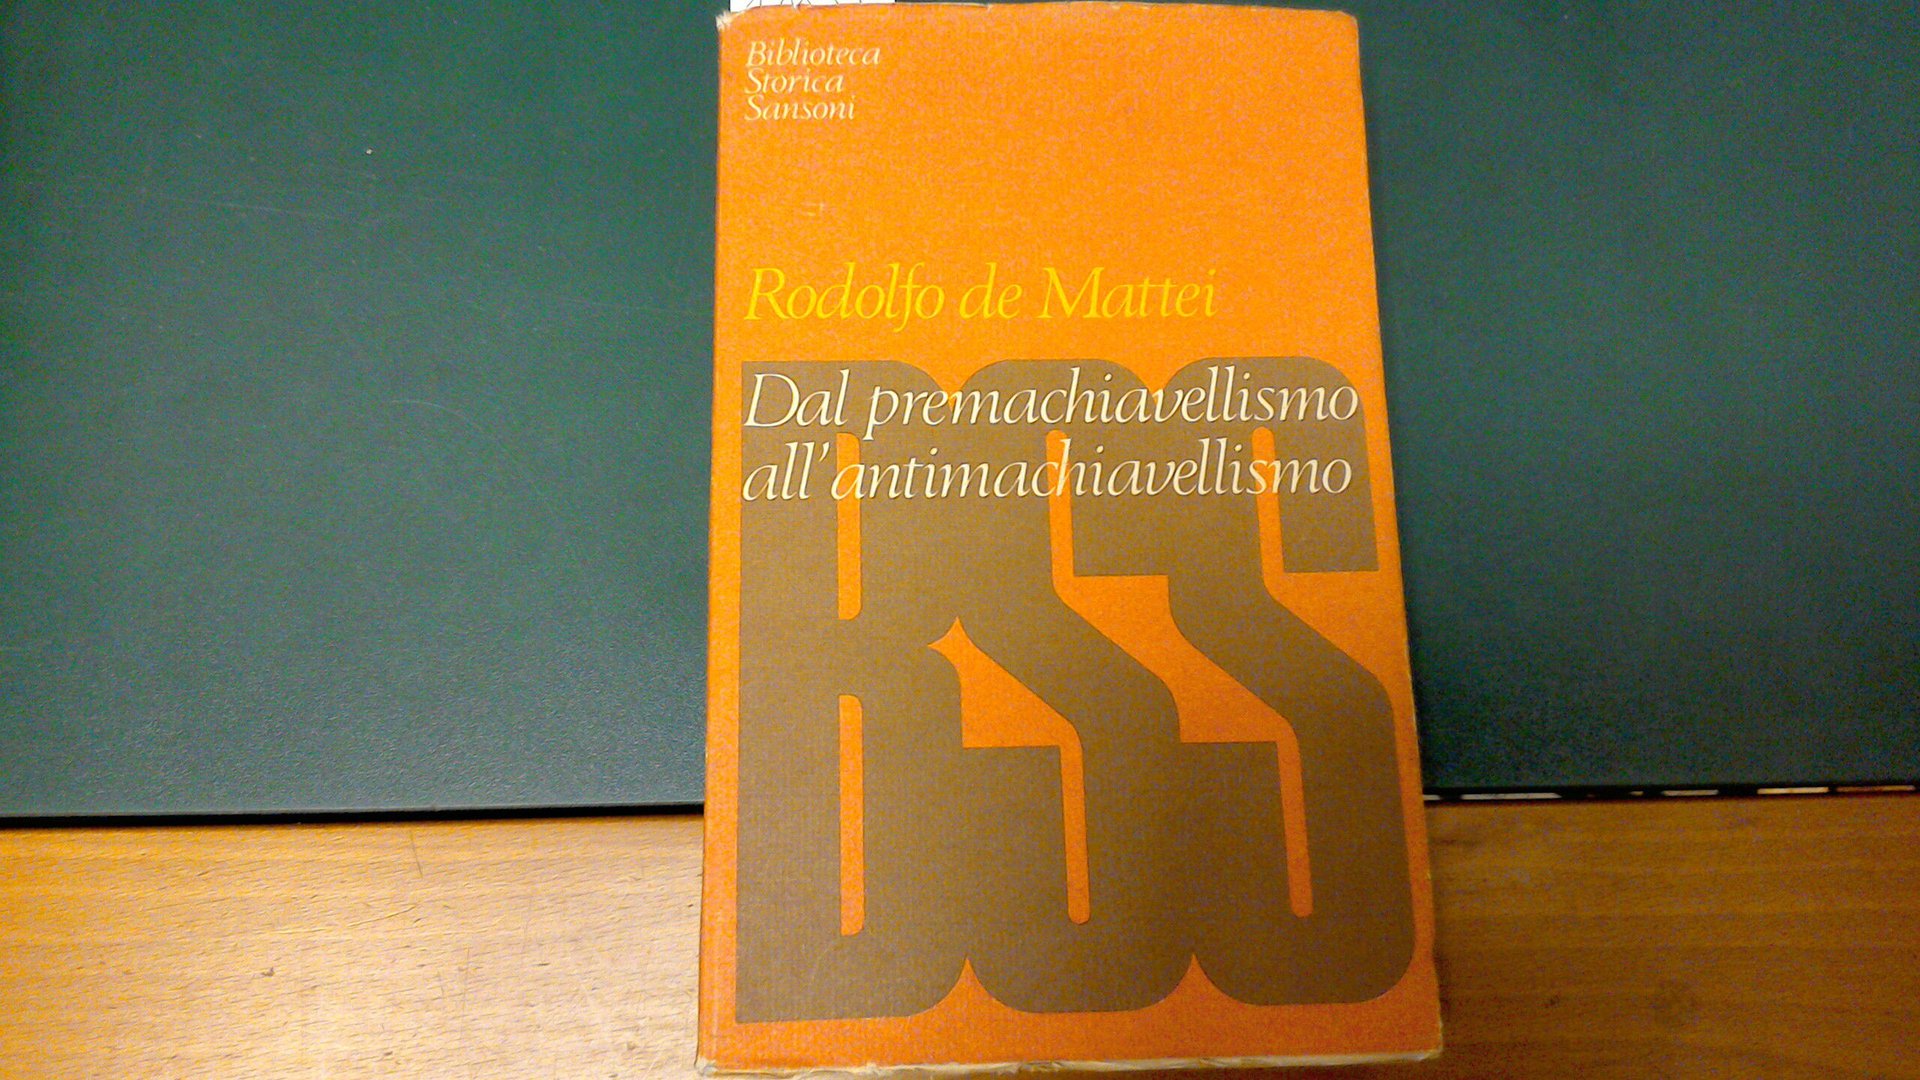 Biblioteca
Storica
Sansoni
Rodolfo de Mattei
Dal premachiavellismo
all'antimachiavellismo
BSS